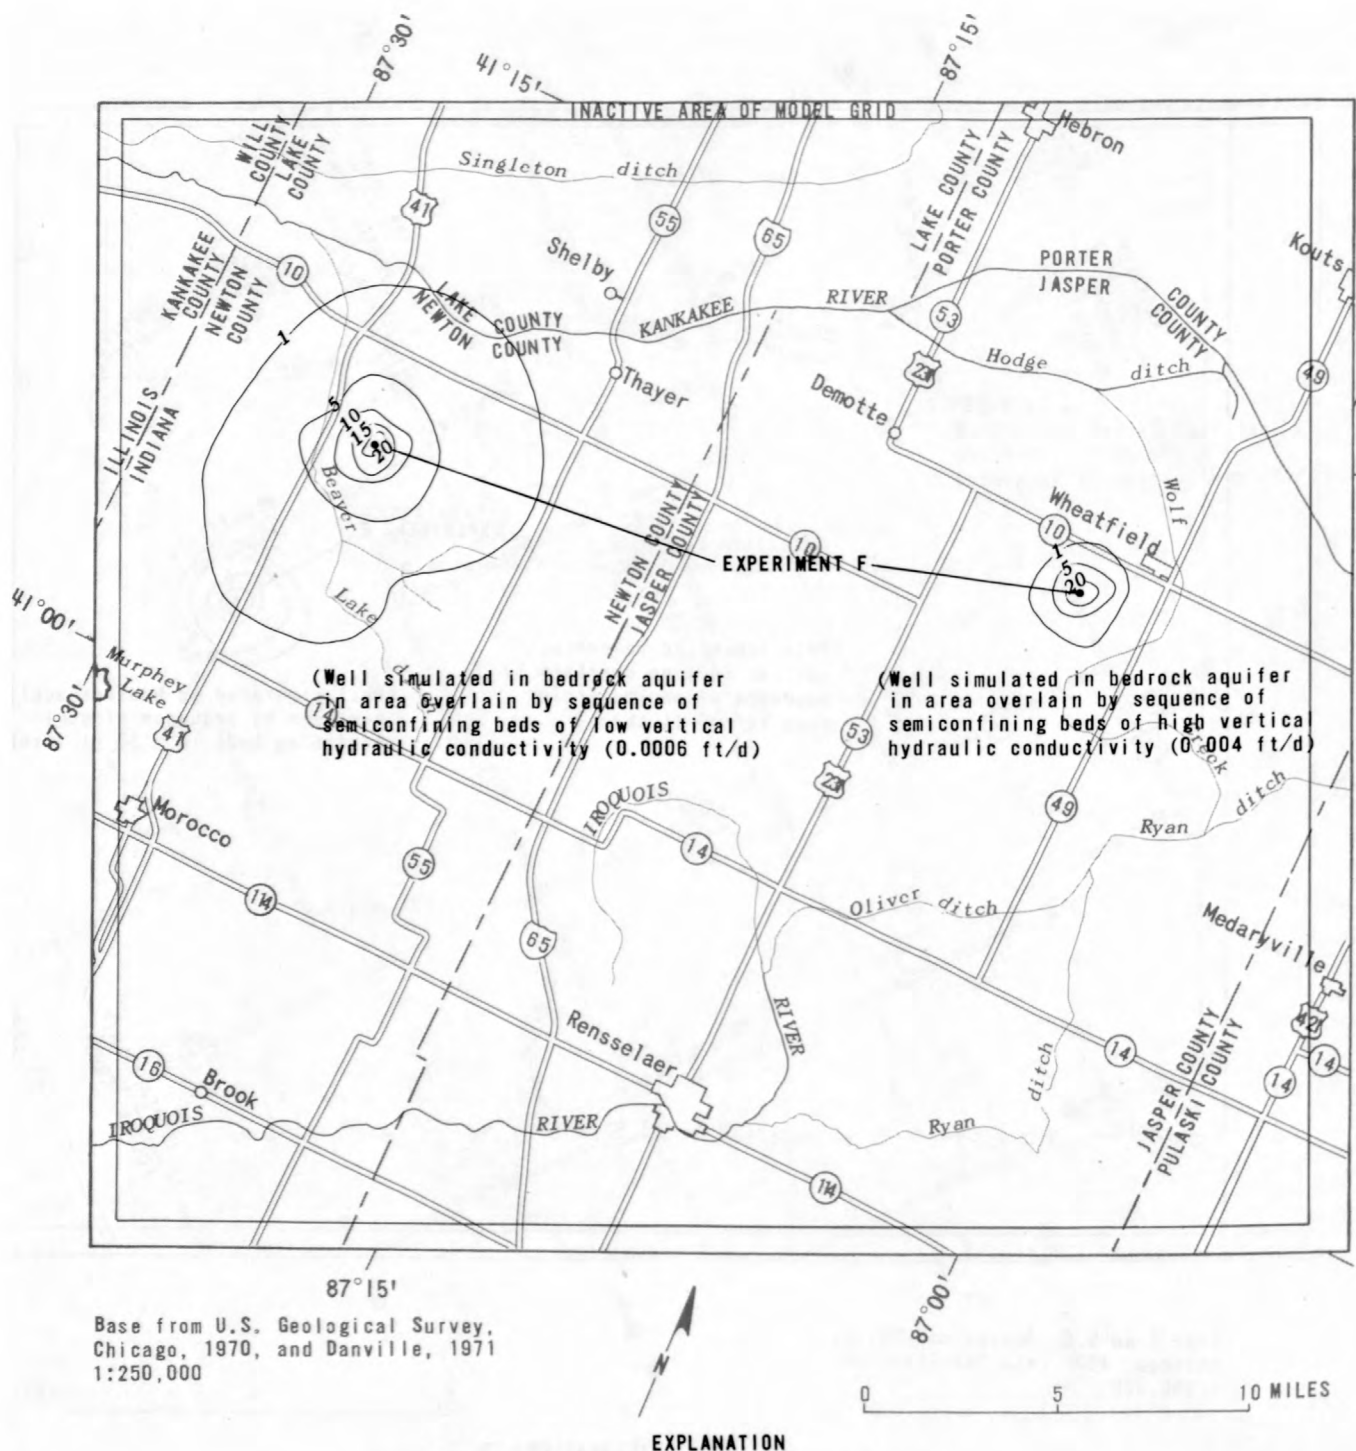 87°30'
41°15'
87°15'
INACTIVE AREA OF MODEL GRID
Hebron
WILL
COUNTY
LAKE
COUNTY
Singleton ditch
41
55
65
LAKE COUNTY
PORTER COUNTY
Kouts
KANKAKEE
COUNTY
NEWTON
COUNTY
10
Shelby
PORTER
JASPER
COUNTY
COUNTY
LAKE
NEWTON
COUNTY
COUNTY
KANKAKEE
RIVER
53
1
Hodge ditch
49
Thayer
231
Demotte
ILLINOIS
INDIANA
5
10
15
20
Beaver
Lake
Wolf
Wheatfield
10
10
NEWTON COUNTY
JASPER COUNTY
EXPERIMENT F
1
5
20
41°00'
Murphey
Lake
87°30'
41
(Well simulated in bedrock aquifer
in area overlain by sequence of
semiconfining beds of low vertical
hydraulic conductivity (0.0006 ft/d)
(Well simulated in bedrock aquifer
in area overlain by sequence of
semiconfining beds of high vertical
hydraulic conductivity (0.004 ft/d)
14
53
231
Morocco
IROQUOIS
14
49
Ryan ditch
55
114
Oliver ditch
65
Medaryville
42
RIVER
Rensselaer
14
14
14
JASPER COUNTY
PULASKI COUNTY
ditch
16
Brook
IROQUOIS
RIVER
Ryan
114
87°15'
87°00'
Base from U.S. Geological Survey,
Chicago, 1970, and Danville, 1971
1:250,000
N
0 5 10 MILES
EXPLANATION